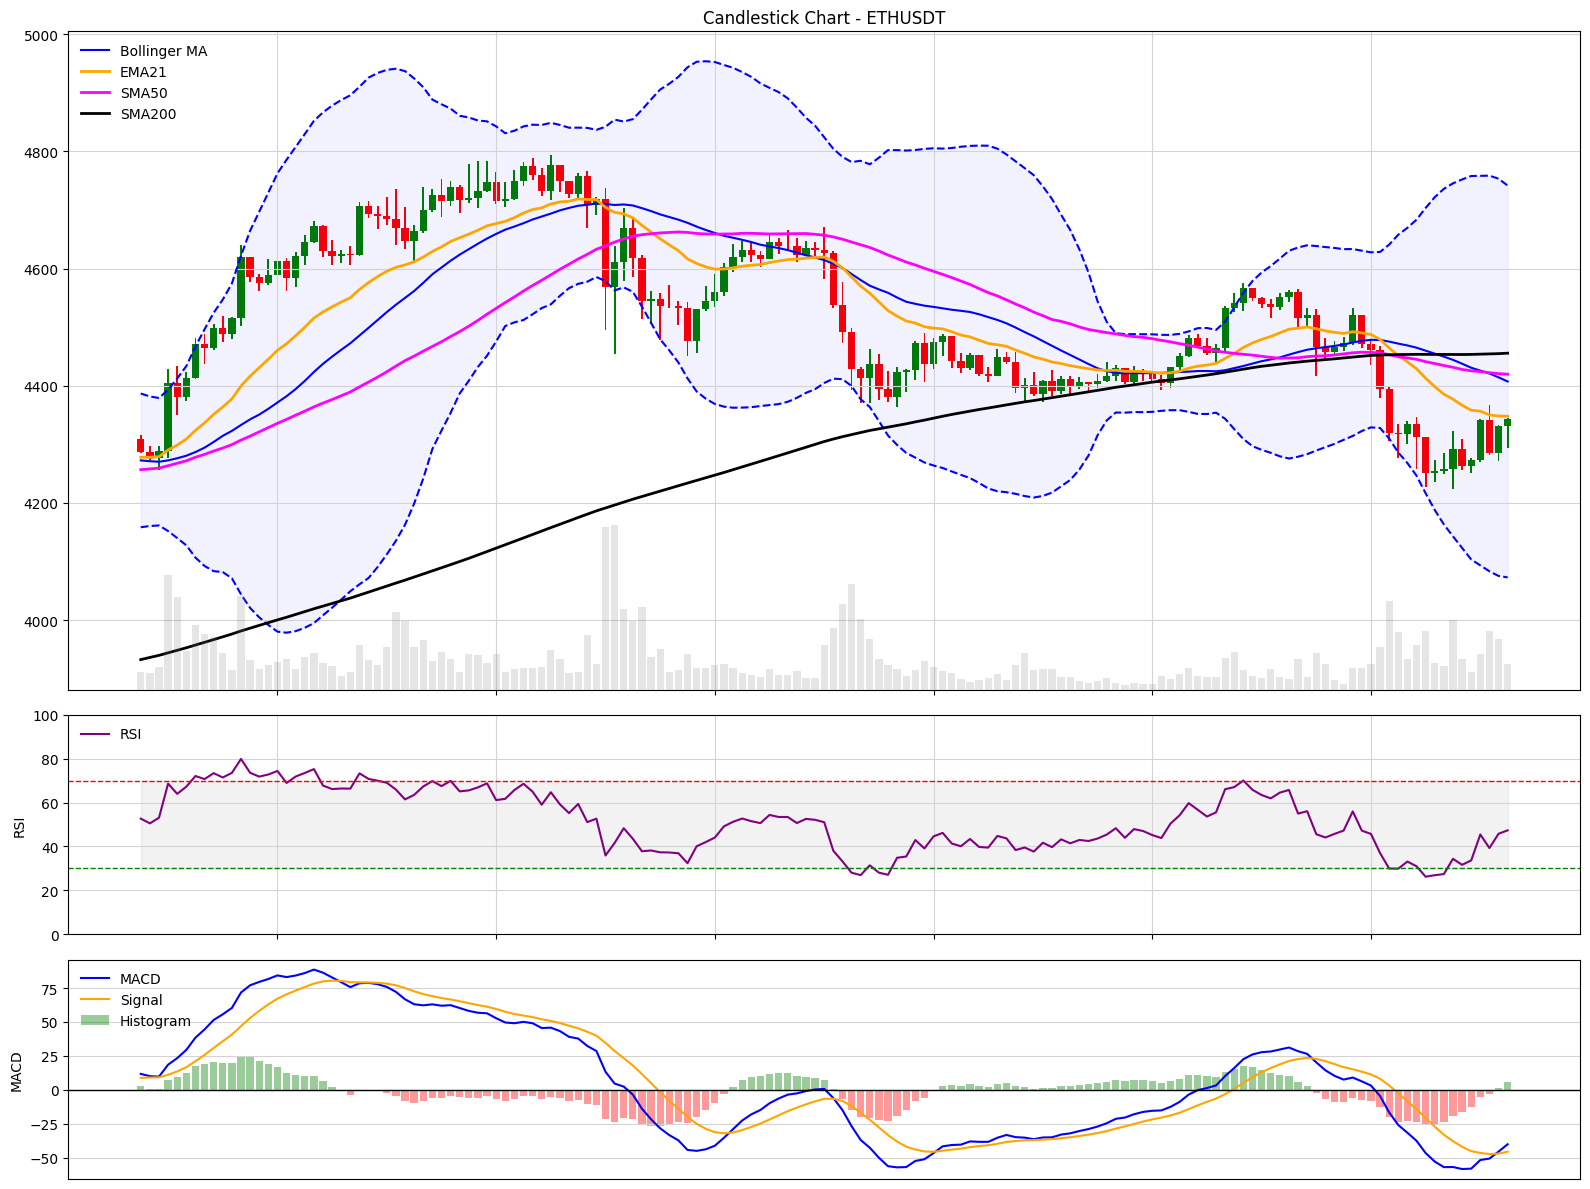 Candlestick Chart - ETHUSDT
5000
4800
4600
4400
4200
4000
Bollinger MA
EMA21
SMA50
SMA200
100
80
60
40
20
0
RSI
RSI
75
50
25
0
−25
−50
MACD
MACD
Signal
Histogram